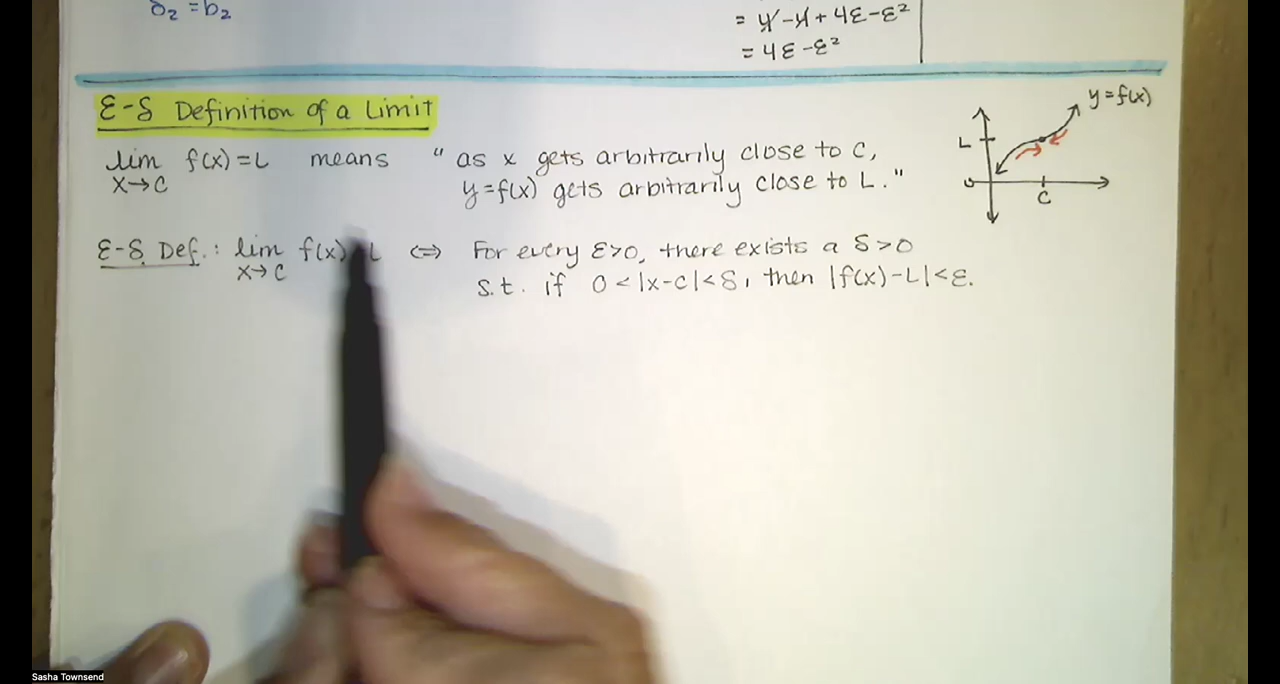 δ₂ = b₂
= 4 - 4 + 4ε - ε²
= 4ε - ε²
ε-δ Definition of a Limit
lim f(x) = L means " as x gets arbitrarily close to c,
x→c
y = f(x) gets arbitrarily close to L."
y = f(x)
L
c
ε-δ Def.: lim f(x) L ⇔ For every ε>0, there exists a δ>0
x→c
s.t. if 0 < |x-c| < δ, then |f(x)-L| < ε.
Sasha Townsend